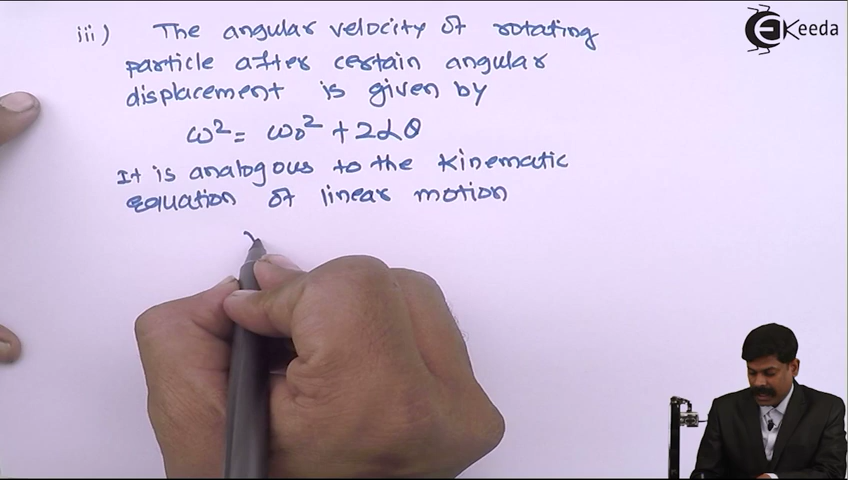 iii) The angular velocity of rotating
particle after certain angular
displacement is given by
ω² = ω₀² + 2αθ
It is analogous to the kinematic
equation of linear motion
Keeda